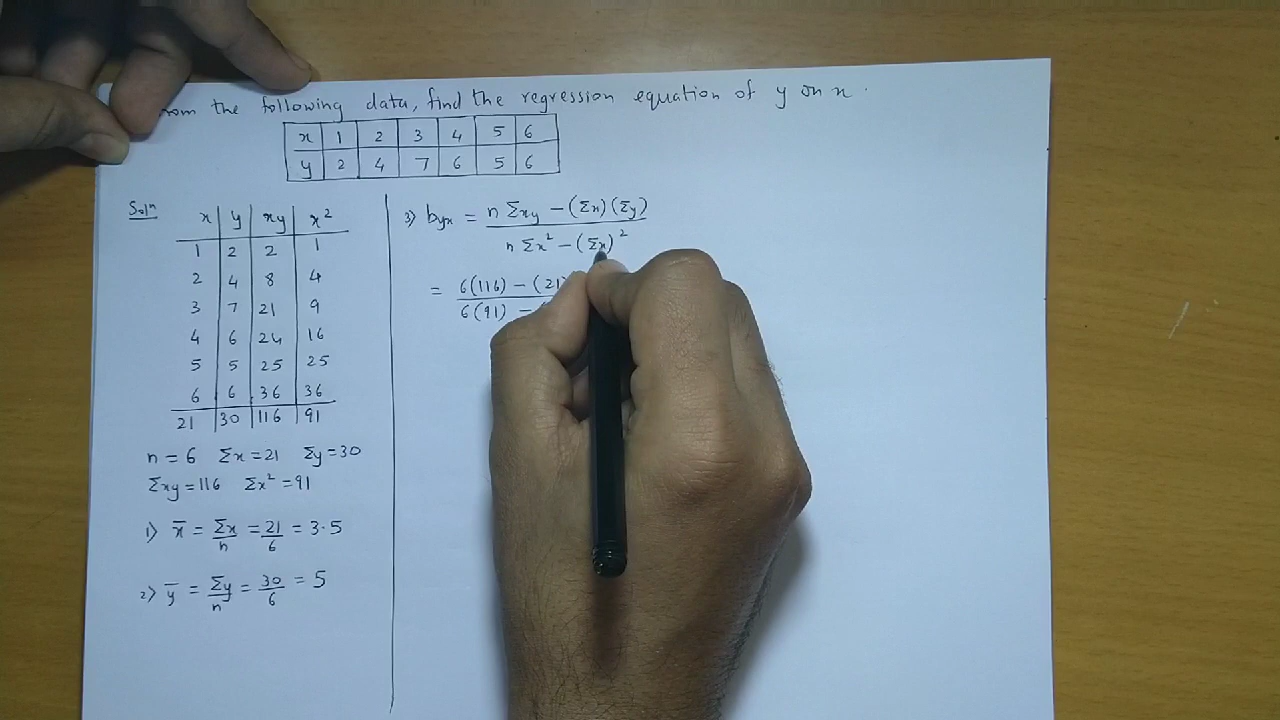 the following data, find the regression equation of y on x.
x 1 2 3 4 5 6
y 2 4 7 6 5 6
Solⁿ
x y xy x²
1 2 2 1
2 4 8 4
3 7 21 9
4 6 24 16
5 5 25 25
6 6 36 36
21 30 116 91
n = 6 Σx = 21 Σy = 30
Σxy = 116 Σx² = 91
1) x̄ = Σx/n = 21/6 = 3.5
2) ȳ = Σy/n = 30/6 = 5
3) byx = n Σxy − (Σx)(Σy) / n Σx² − (Σx)²
= 6(116) − (21) / 6(91) −